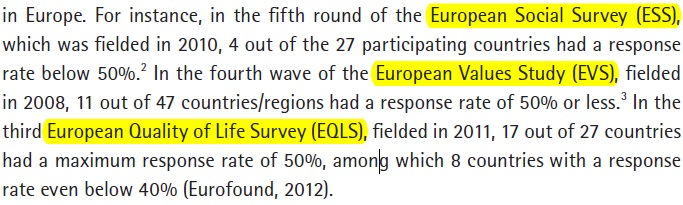 in Europe. For instance, in the fifth round of the European Social Survey (ESS),
which was fielded in 2010, 4 out of the 27 participating countries had a response
rate below 50%.² In the fourth wave of the European Values Study (EVS), fielded
in 2008, 11 out of 47 countries/regions had a response rate of 50% or less.³ In the
third European Quality of Life Survey (EQLS), fielded in 2011, 17 out of 27 countries
had a maximum response rate of 50%, among which 8 countries with a response
rate even below 40% (Eurofound, 2012).